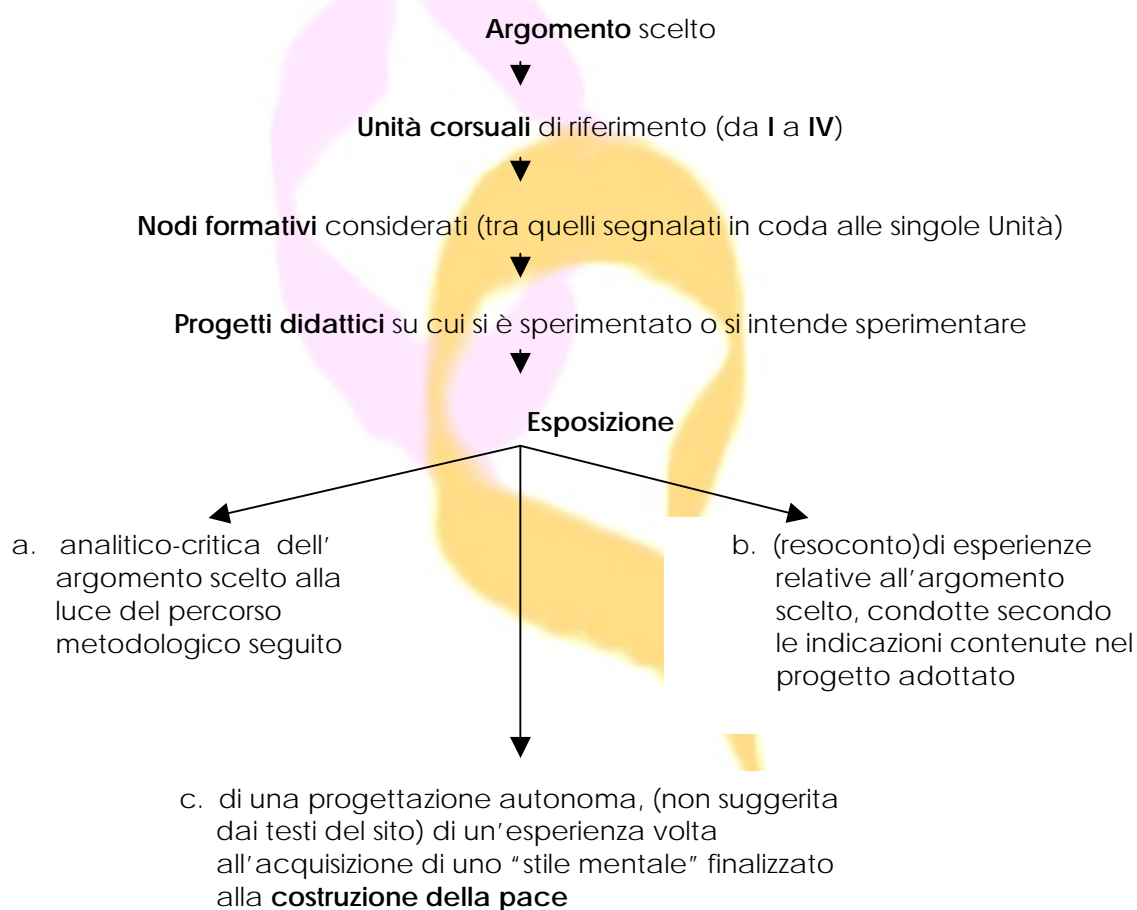 Argomento scelto
Unità corsuali di riferimento (da I a IV)
Nodi formativi considerati (tra quelli segnalati in coda alle singole Unità)
Progetti didattici su cui si è sperimentato o si intende sperimentare
Esposizione
a. analitico-critica dell'
argomento scelto alla
luce del percorso
metodologico seguito
b. (resoconto)di esperienze
relative all'argomento
scelto, condotte secondo
le indicazioni contenute nel
progetto adottato
c. di una progettazione autonoma, (non suggerita
dai testi del sito) di un'esperienza volta
all'acquisizione di uno "stile mentale" finalizzato
alla costruzione della pace